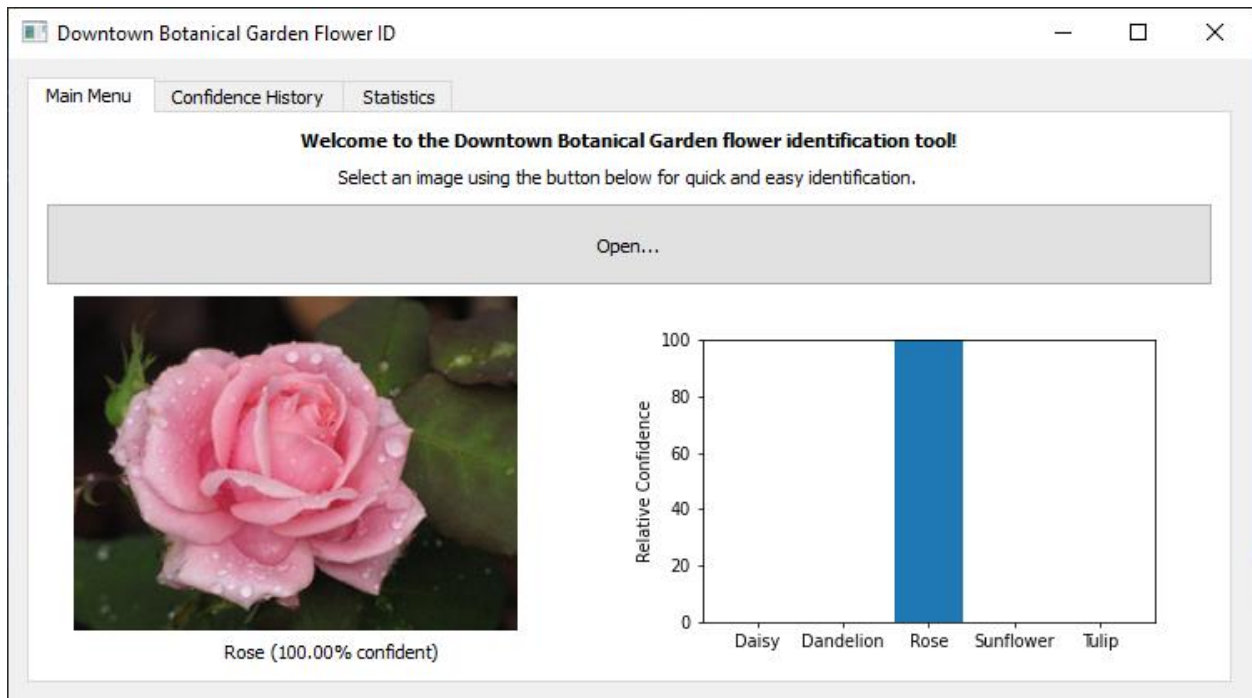 Downtown Botanical Garden Flower ID
Main Menu Confidence History Statistics
Welcome to the Downtown Botanical Garden flower identification tool!
Select an image using the button below for quick and easy identification.
Open...
Rose (100.00% confident)
Relative Confidence
100
80
60
40
20
0
Daisy Dandelion Rose Sunflower Tulip